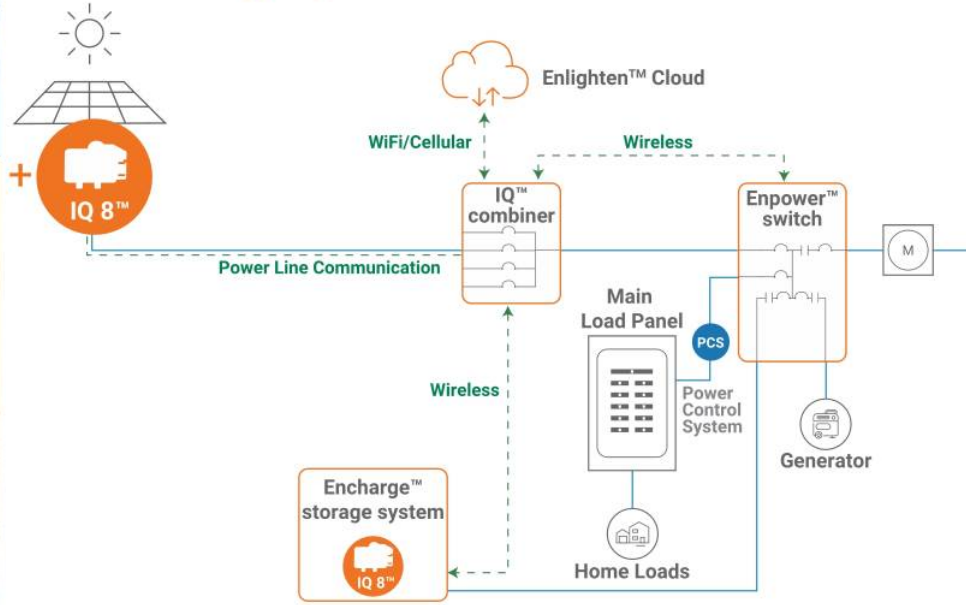 Enlighten™ Cloud
WiFi/Cellular
Wireless
+
IQ 8™
IQ™
combiner
Enpower™
switch
M
Power Line Communication
Main
Load Panel
PCS
Power
Control
System
Wireless
Generator
Encharge™
storage system
IQ 8™
Home Loads